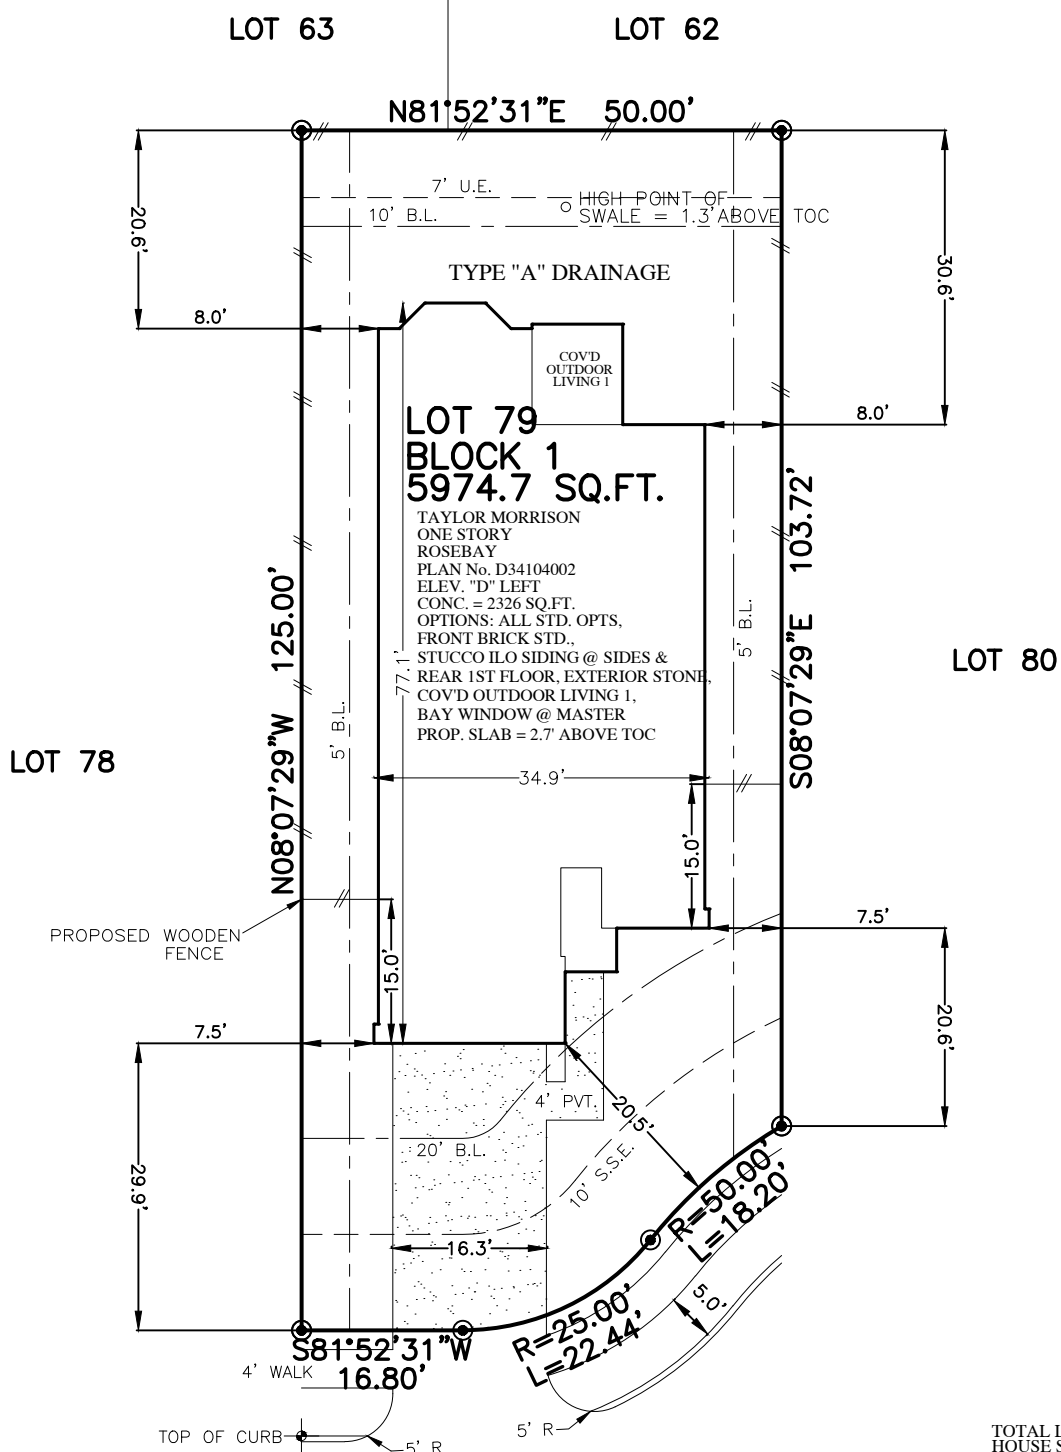 LOT 63
LOT 62
N81°52'31"E 50.00'
7' U.E.
HIGH POINT OF
SWALE = 1.3'ABOVE TOC
10' B.L.
20.6'
30.6'
TYPE "A" DRAINAGE
8.0'
COV'D
OUTDOOR
LIVING 1
8.0'
LOT 79
BLOCK 1
5974.7 SQ.FT.
TAYLOR MORRISON
ONE STORY
ROSEBAY
PLAN No. D34104002
ELEV. "D" LEFT
CONC. = 2326 SQ.FT.
OPTIONS: ALL STD. OPTS,
FRONT BRICK STD.,
STUCCO ILO SIDING @ SIDES &
REAR 1ST FLOOR, EXTERIOR STONE,
COV'D OUTDOOR LIVING 1,
BAY WINDOW @ MASTER
PROP. SLAB = 2.7' ABOVE TOC
77.1'
N08°07'29"W 125.00'
S08°07'29"E 103.72'
5' B.L.
5' B.L.
LOT 80
LOT 78
34.9'
15.0'
PROPOSED WOODEN
FENCE
15.0'
7.5'
7.5'
20.6'
4' PVT.
20.5'
20' B.L.
10' S.S.E.
29.9'
R=50.00'
L=18.20'
16.3'
5.0'
R=25.00'
L=22.44'
S81°52'31"W
16.80'
4' WALK
5' R
TOP OF CURB
5' R
TOTAL
HOUSE